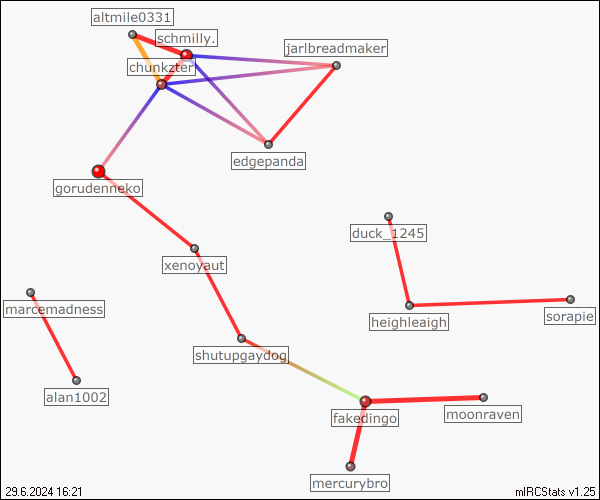 altmile0331
schmilly.
jarlbreadmaker
chunkzter
edgepanda
gorudenneko
duck_1245
xenoyaut
marcemadness
heighleaigh
sorapie
shutupgaydog
alan1002
fakedingo
moonraven
mercurybro
29.6.2024 16:21
mIRCStats v1.25